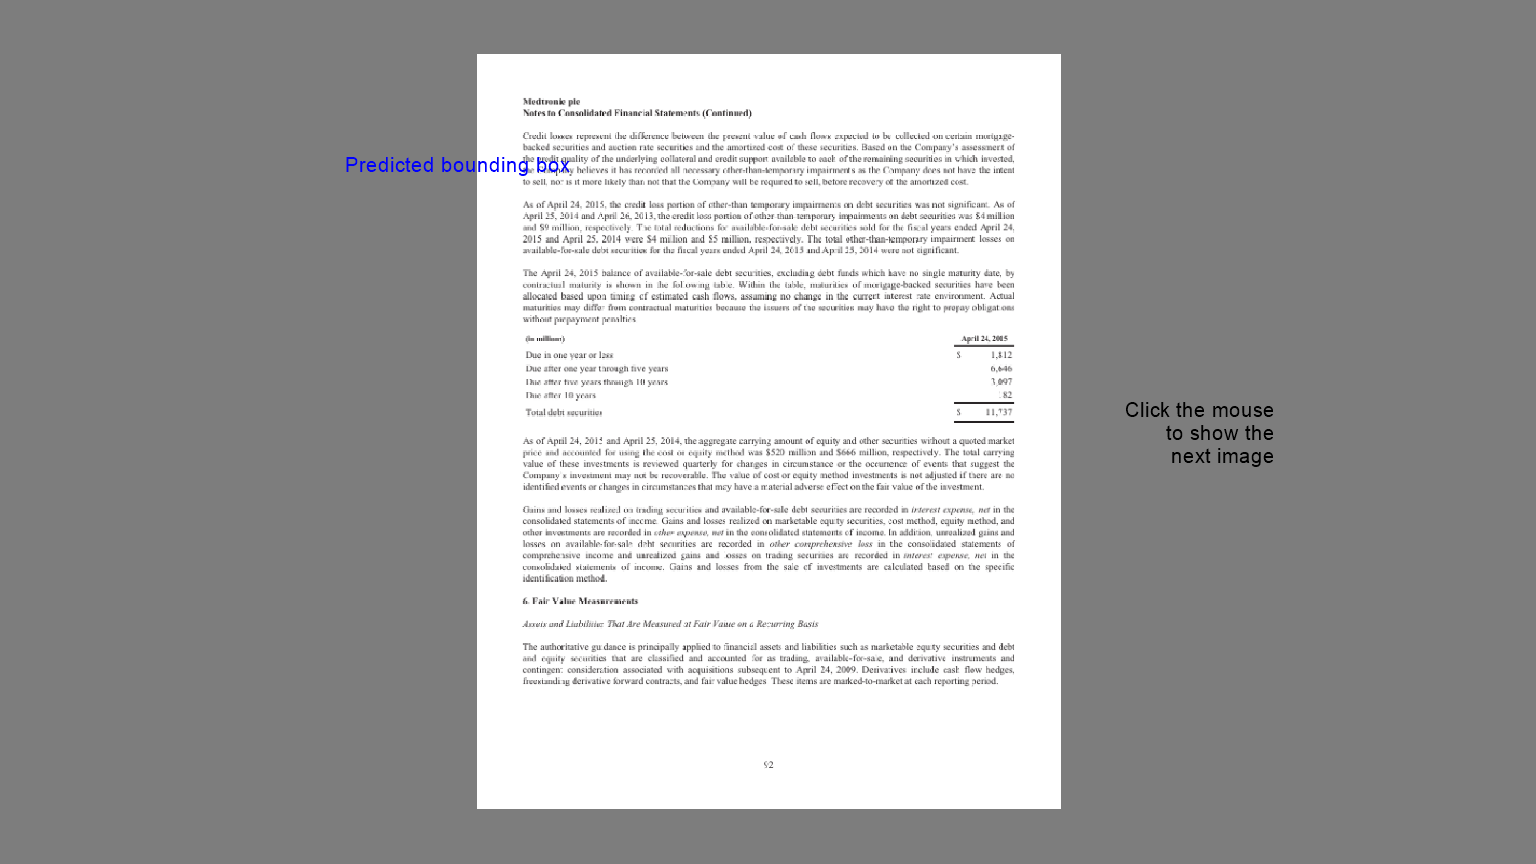 Medtronic plc
Notes to Consolidated Financial Statements (Continued)
Credit losses represent the difference between the present value of cash flows expected to be collected on certain mortgage-
backed securities and auction rate securities and the amortized cost of these securities. Based on the Company's assessment of
the credit quality of the underlying collateral and credit support available to each of the remaining securities in which invested,
the Company believes it has recorded all necessary other-than-temporary impairments as the Company does not have the intent
to sell, nor is it more likely than not that the Company will be required to sell, before recovery of the amortized cost.
Predicted bounding box
As of April 24, 2015, the credit loss portion of other-than temporary impairments on debt securities was not significant. As of
April 25, 2014 and April 26, 2013, the credit loss portion of other-than temporary impairments on debt securities was $4 million
and $9 million, respectively. The total reductions for available-for-sale debt securities sold for the fiscal years ended April 24,
2015 and April 25, 2014 were $4 million and $5 million, respectively. The total other-than-temporary impairment losses on
available-for-sale debt securities for the fiscal years ended April 24, 2015 and April 25, 2014 were not significant.
The April 24, 2015 balance of available-for-sale debt securities, excluding debt funds which have no single maturity date, by
contractual maturity is shown in the following table. Within the table, maturities of mortgage-backed securities have been
allocated based upon timing of estimated cash flows, assuming no change in the current interest rate environment. Actual
maturities may differ from contractual maturities because the issuers of the securities may have the right to prepay obligations
without prepayment penalties
(in millions) April 24, 2015
Due in one year or less $ 1,812
Due after one year through five years 6,646
Due after five years through 10 years 3,097
Due after 10 years 182
Total debt securities $ 11,737
Click the mouse
to show the
next image
As of April 24, 2015 and April 25, 2014, the aggregate carrying amount of equity and other securities without a quoted market
price and accounted for using the cost or equity method was $520 million and $666 million, respectively. The total carrying
value of these investments is reviewed quarterly for changes in circumstance or the occurrence of events that suggest the
Company's investment may not be recoverable. The value of cost or equity method investments is not adjusted if there are no
identified events or changes in circumstances that may have a material adverse effect on the fair value of the investment.
Gains and losses realized on trading securities and available-for-sale debt securities are recorded in interest expense, net in the
consolidated statements of income. Gains and losses realized on marketable equity securities, cost method, equity method, and
other investments are recorded in other expense, net in the consolidated statements of income. In addition, unrealized gains and
losses on available-for-sale debt securities are recorded in other comprehensive loss in the consolidated statements of
comprehensive income and unrealized gains and losses on trading securities are recorded in interest expense, net in the
consolidated statements of income. Gains and losses from the sale of investments are calculated based on the specific
identification method.
6. Fair Value Measurements
Assets and Liabilities That Are Measured at Fair Value on a Recurring Basis
The authoritative guidance is principally applied to financial assets and liabilities such as marketable equity securities and debt
and equity securities that are classified and accounted for as trading, available-for-sale, and derivative instruments and
contingent consideration associated with acquisitions subsequent to April 24, 2009. Derivatives include cash flow hedges,
freestanding derivative forward contracts, and fair value hedges These items are marked-to-market at each reporting period.
92